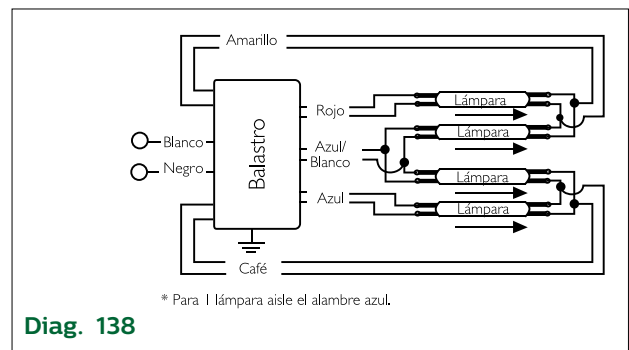 Amarillo
Lámpara
Rojo
Balastro
Blanco
Lámpara
Azul/
Blanco
Negro
Lámpara
Azul
Lámpara
Café
* Para 1 lámpara aisle el alambre azul.
Diag. 138